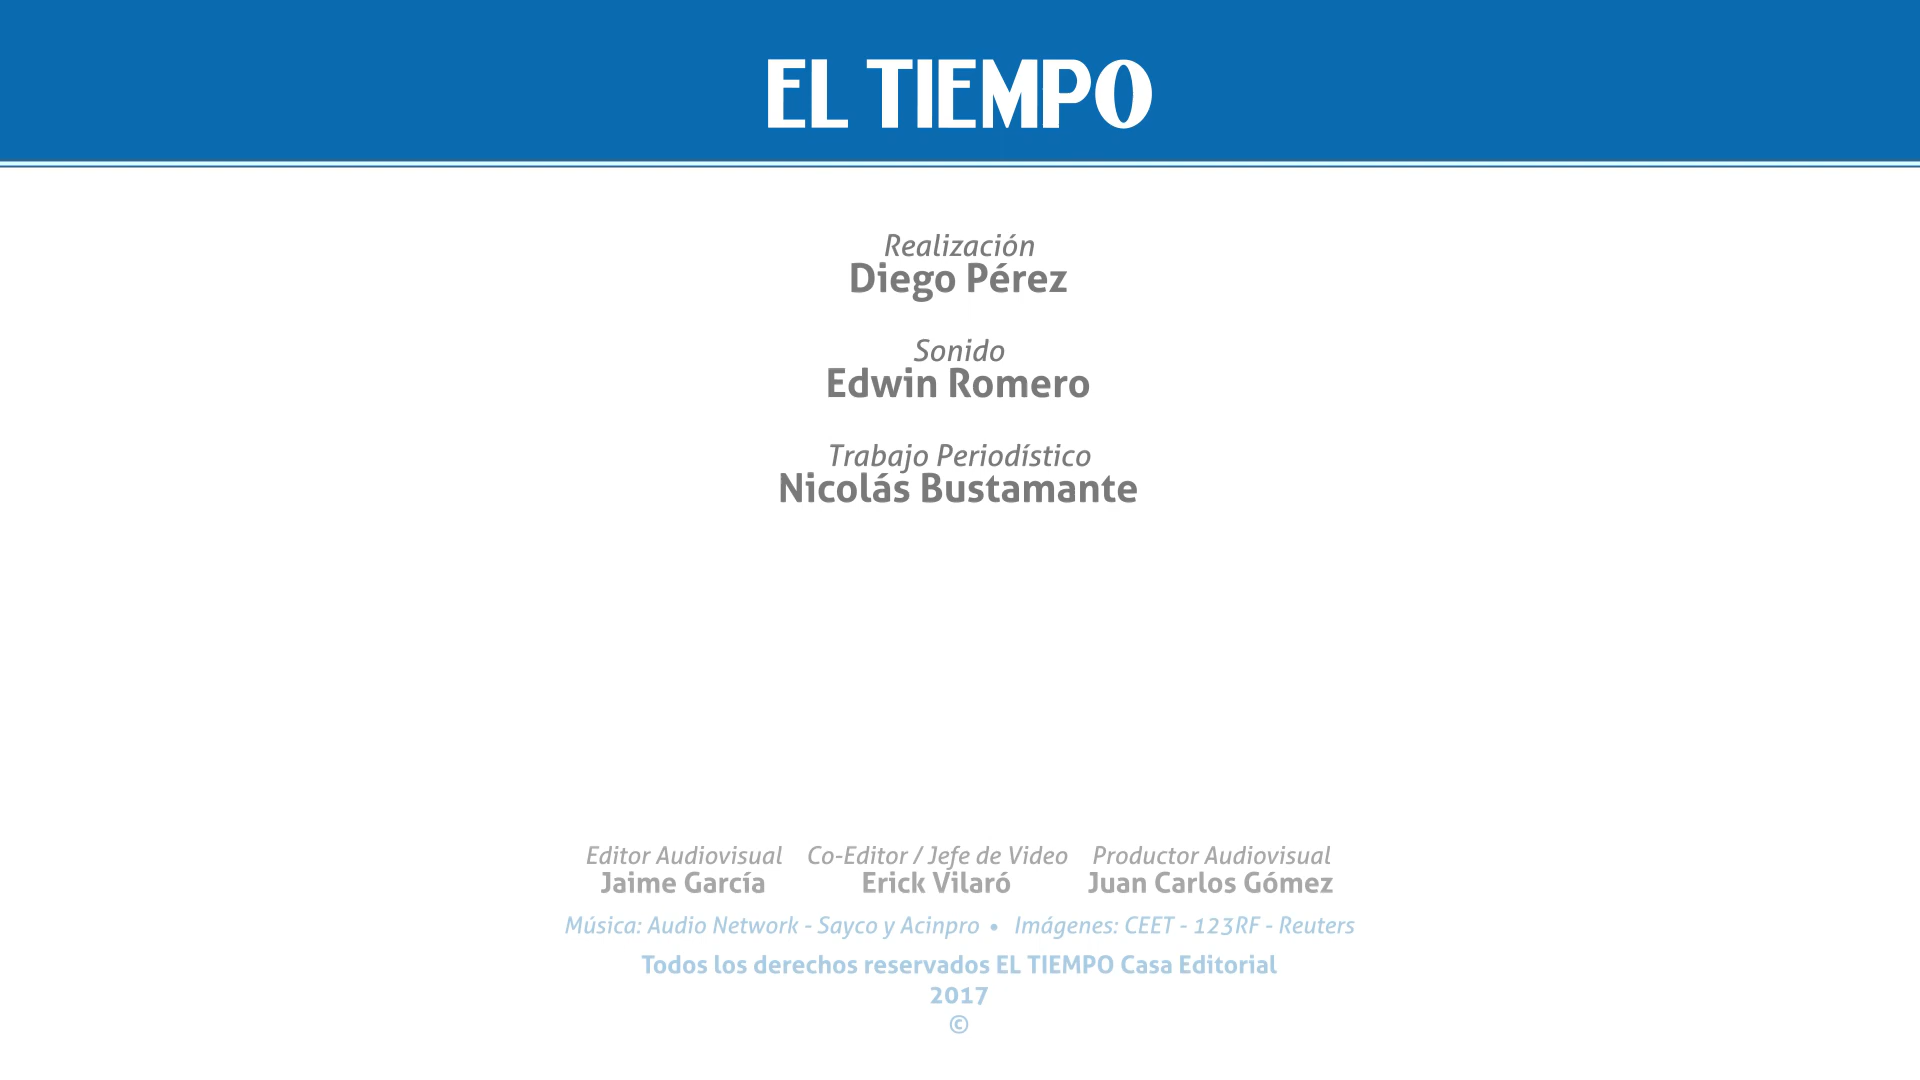 EL TIEMPO
Realización
Diego Pérez
Sonido
Edwin Romero
Trabajo Periodístico
Nicolás Bustamante
Editor Audiovisual Co-Editor / Jefe de Video Productor Audiovisual
Jaime García Erick Vilaró Juan Carlos Gómez
Música: Audio Network - Sayco y Acinpro • Imágenes: CEET - 123RF - Reuters
Todos los derechos reservados EL TIEMPO Casa Editorial
2017
©